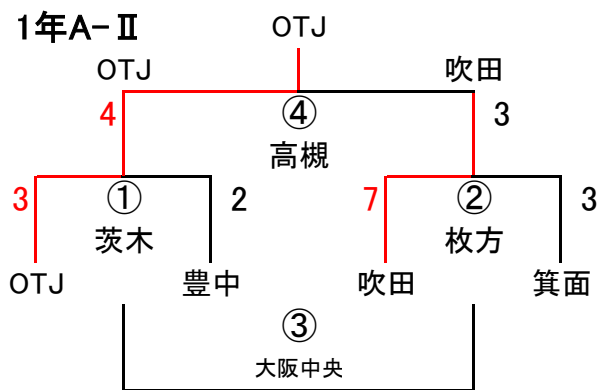 1年A-Ⅱ
OTJ
OTJ 吹田
4 ④ 3
高槻
3 ① 2 7 ② 3
茨木 枚方
OTJ 豊中 吹田 箕面
③
大阪中央